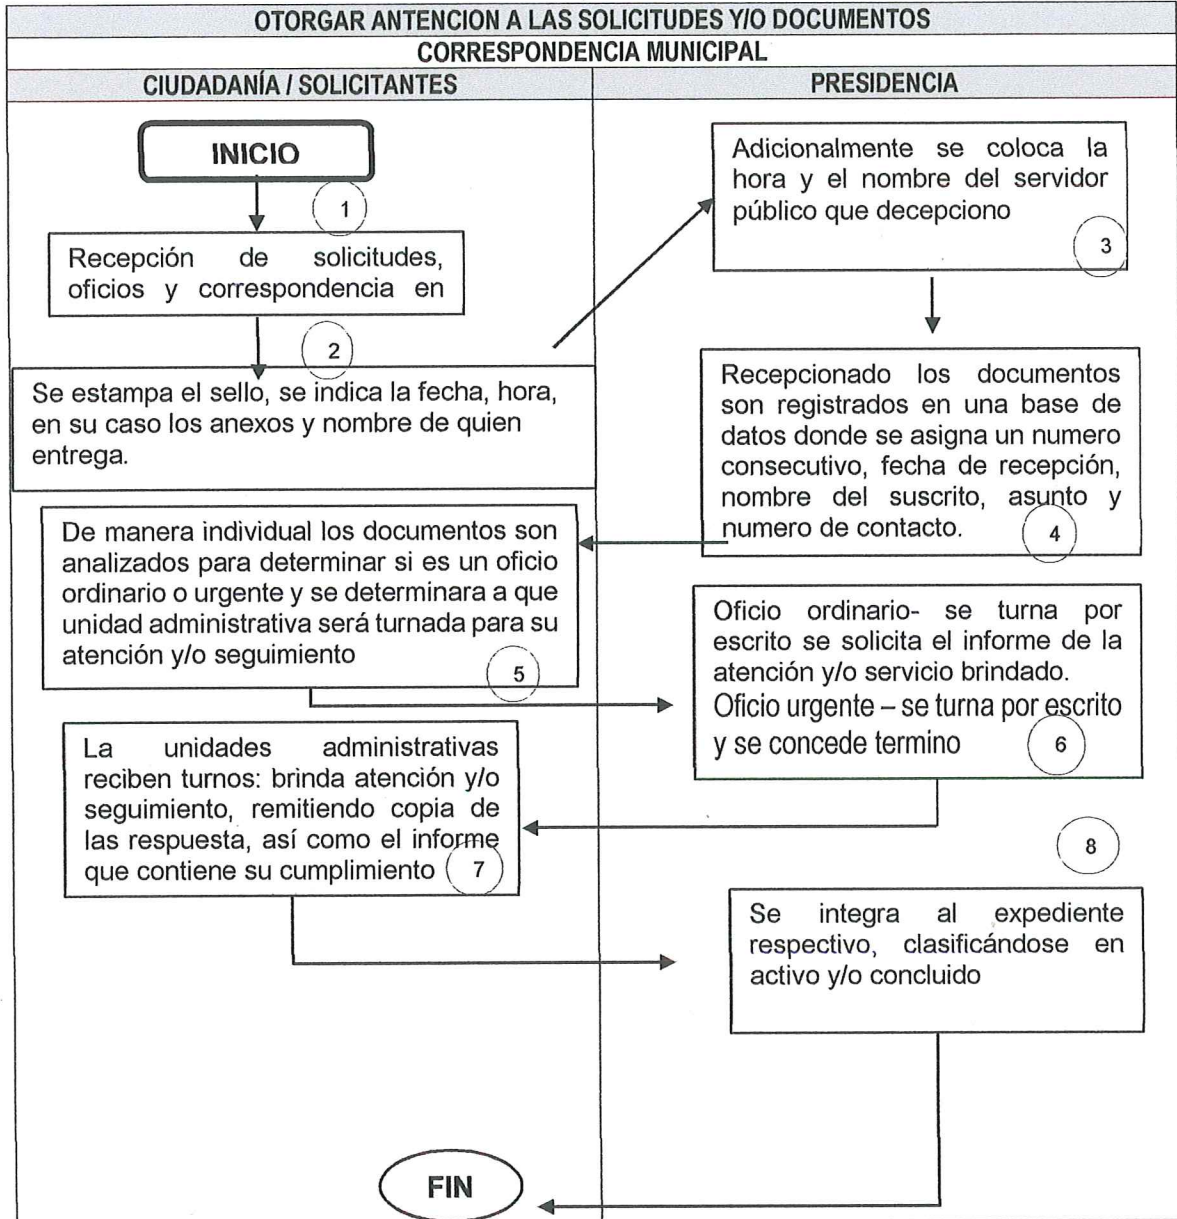 OTORGAR ANTENCION A LAS SOLICITUDES Y/O DOCUMENTOS
CORRESPONDENCIA MUNICIPAL
CIUDADANÍA / SOLICITANTES
PRESIDENCIA
INICIO
1
Recepción de solicitudes,
oficios y correspondencia en
2
Se estampa el sello, se indica la fecha, hora,
en su caso los anexos y nombre de quien
entrega.
Adicionalmente se coloca la
hora y el nombre del servidor
público que decepciono
3
Recepcionado los documentos
son registrados en una base de
datos donde se asigna un numero
consecutivo, fecha de recepción,
nombre del suscrito, asunto y
numero de contacto.
4
De manera individual los documentos son
analizados para determinar si es un oficio
ordinario o urgente y se determinara a que
unidad administrativa será turnada para su
atención y/o seguimiento
5
Oficio ordinario- se turna por
escrito se solicita el informe de la
atención y/o servicio brindado.
Oficio urgente – se turna por escrito
y se concede termino
6
La unidades administrativas
reciben turnos: brinda atención y/o
seguimiento, remitiendo copia de
las respuesta, así como el informe
que contiene su cumplimiento
7
8
Se integra al expediente
respectivo, clasificándose en
activo y/o concluido
FIN